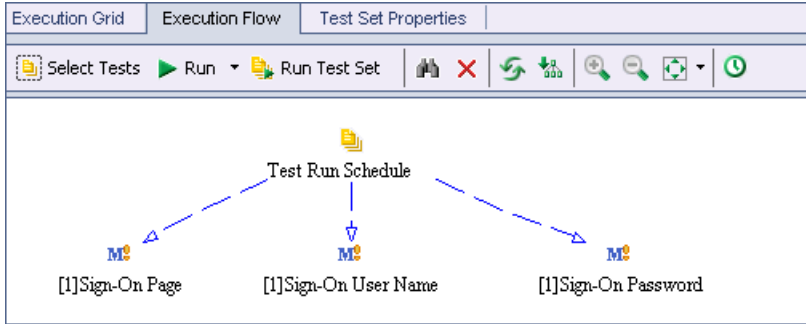 Execution Grid Execution Flow Test Set Properties
Select Tests Run Run Test Set
Test Run Schedule
[1]Sign-On Page [1]Sign-On User Name [1]Sign-On Password